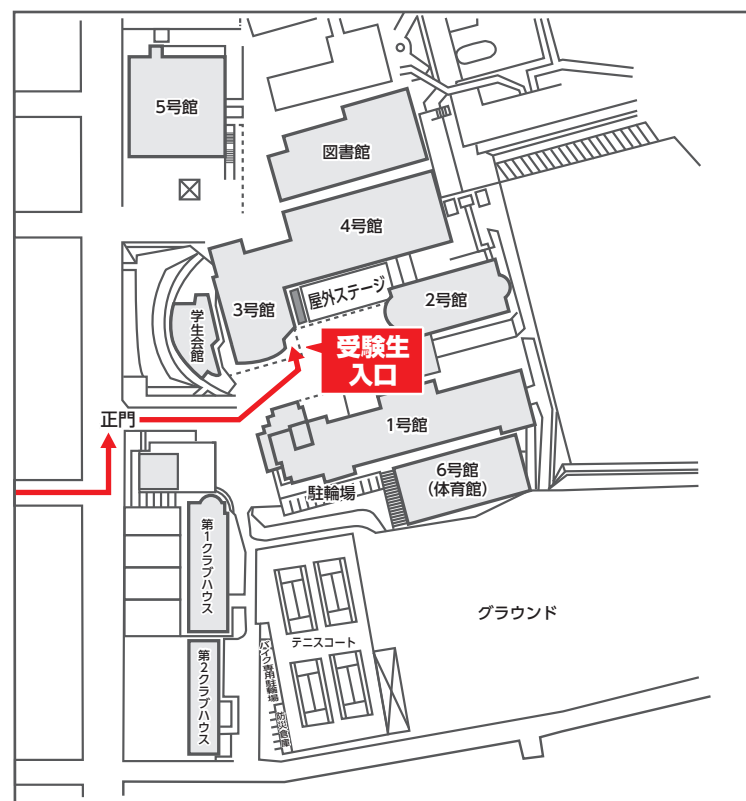 5号館
図書館
4号館
屋外ステージ
2号館
3号館
学生会館
受験生
入口
正門
1号館
6号館
(体育館)
駐輪場
第1クラブハウス
グラウンド
テニスコート
バイク専用駐輪場
第2クラブハウス
防災倉庫